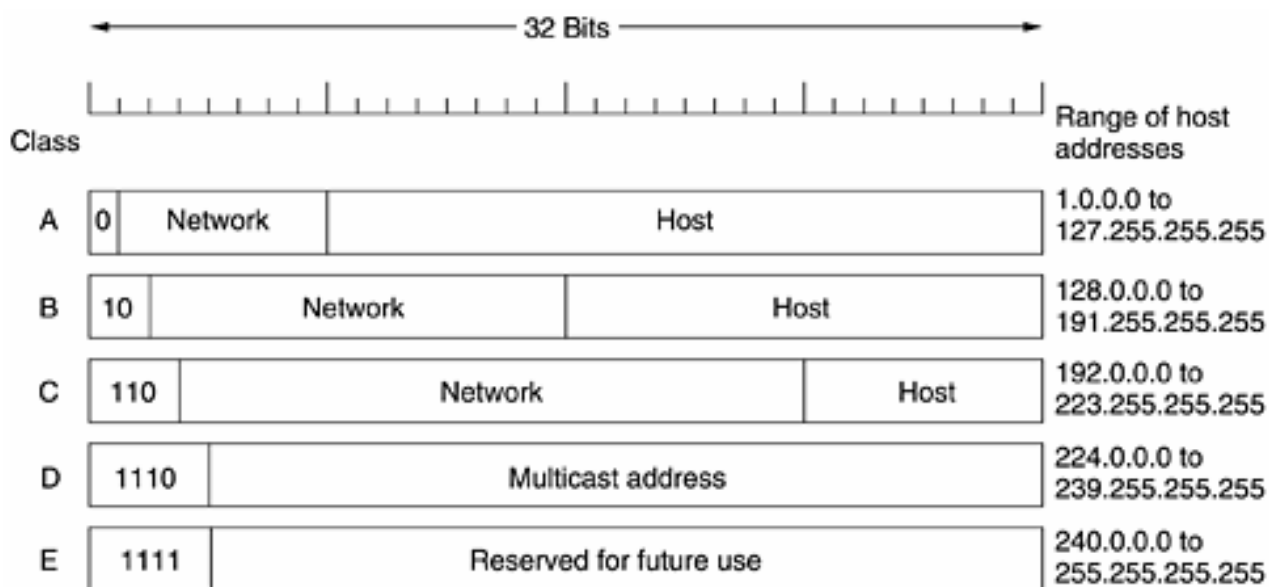 32 Bits
Class
Range of host
addresses
A
0
Network
Host
1.0.0.0 to
127.255.255.255
B
10
Network
Host
128.0.0.0 to
191.255.255.255
C
110
Network
Host
192.0.0.0 to
223.255.255.255
D
1110
Multicast address
224.0.0.0 to
239.255.255.255
E
1111
Reserved for future use
240.0.0.0 to
255.255.255.255